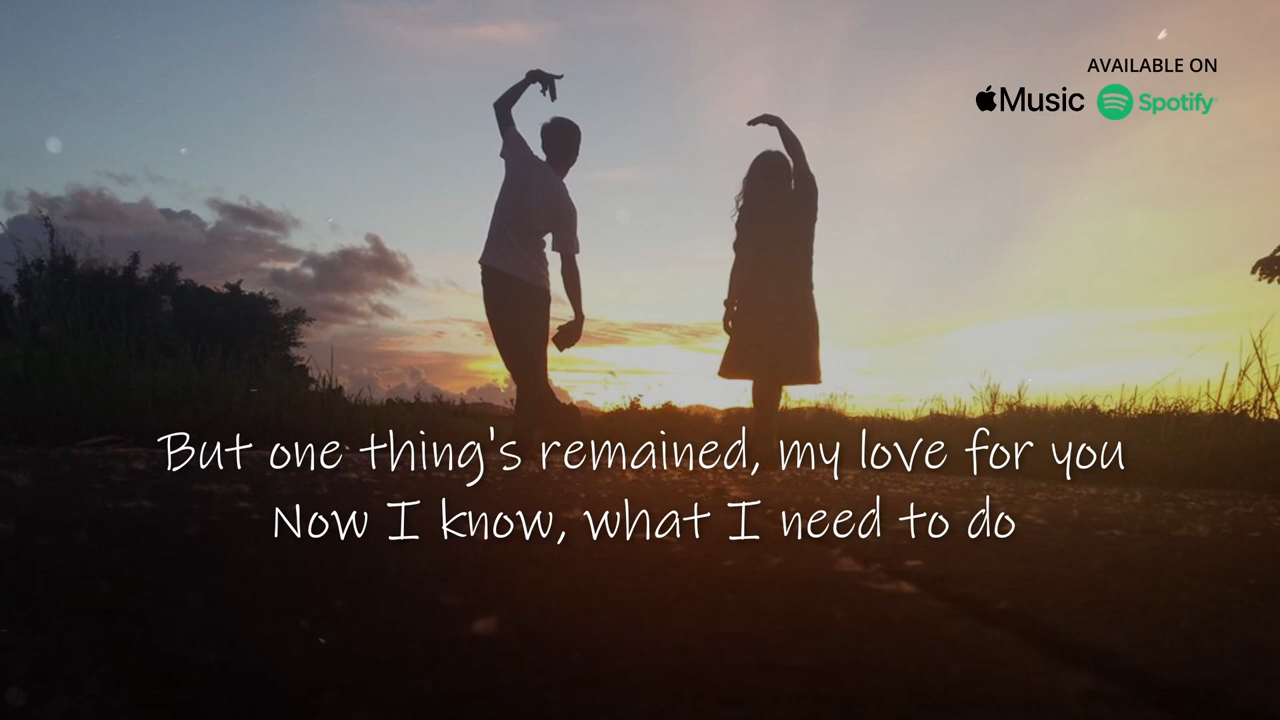 AVAILABLE ON
Music Spotify
But one thing's remained, my love for you
Now I know, what I need to do